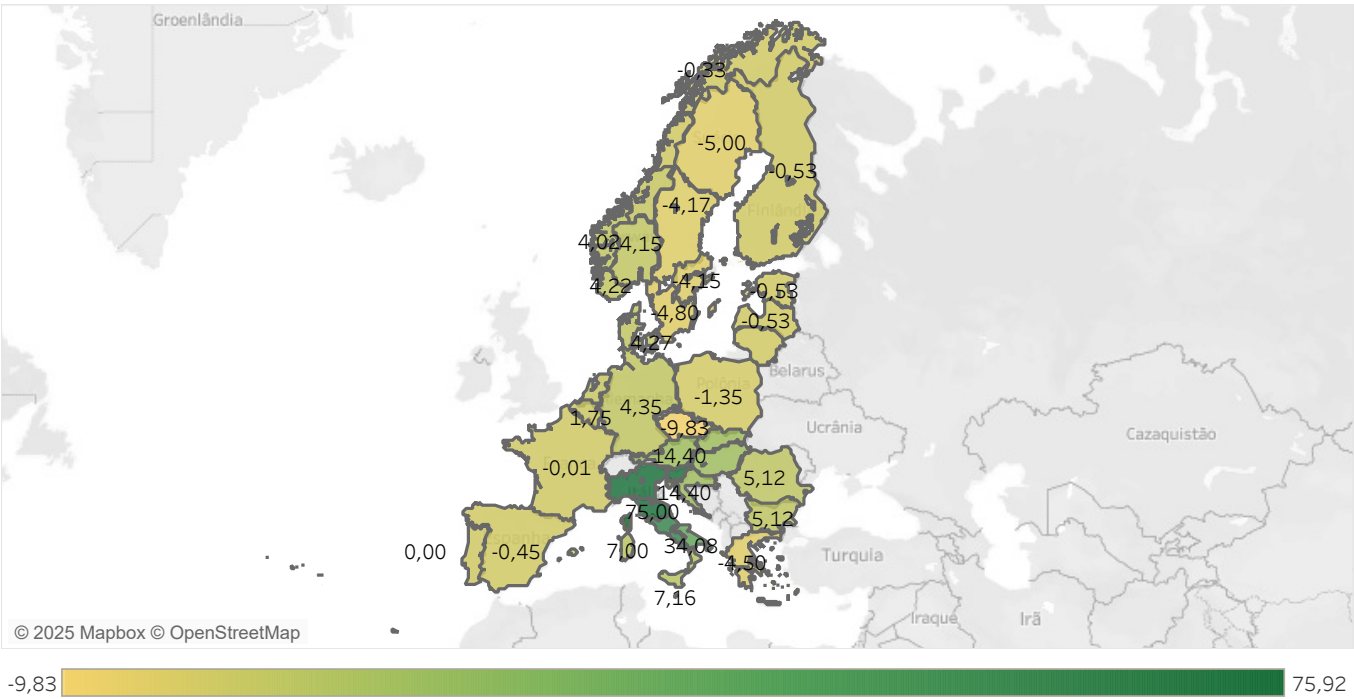 Groenlândia
-0,33
-5,00
-0,53
-4,17
Finlând
4,02
4,15
4,22
-4,15
-0,53
-4,80
-0,53
4,27
Belarus
Polônia
-1,35
4,35
1,75
-9,83
Ucrânia
Cazaquistão
14,40
-0,01
5,12
14,40
75,00
5,12
Espanha
0,00
-0,45
7,00
34,08
-4,50
Turquia
7,16
Iraque
Irã
© 2025 Mapbox © OpenStreetMap
-9,83
75,92